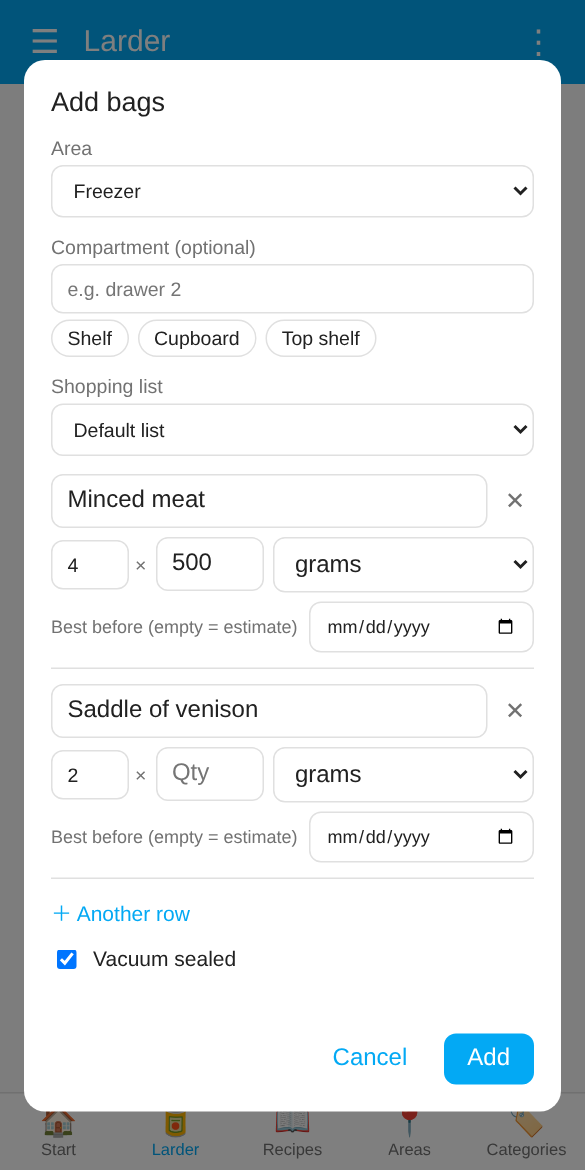 ☰ Larder ⋮
Add bags
Area
Freezer
Compartment (optional)
e.g. drawer 2
Shelf Cupboard Top shelf
Shopping list
Default list
Minced meat ✕
4 × 500 grams
Best before (empty = estimate) mm/dd/yyyy
Saddle of venison ✕
2 × Qty grams
Best before (empty = estimate) mm/dd/yyyy
+ Another row
Vacuum sealed
Cancel Add
Start Larder Recipes Areas Categories